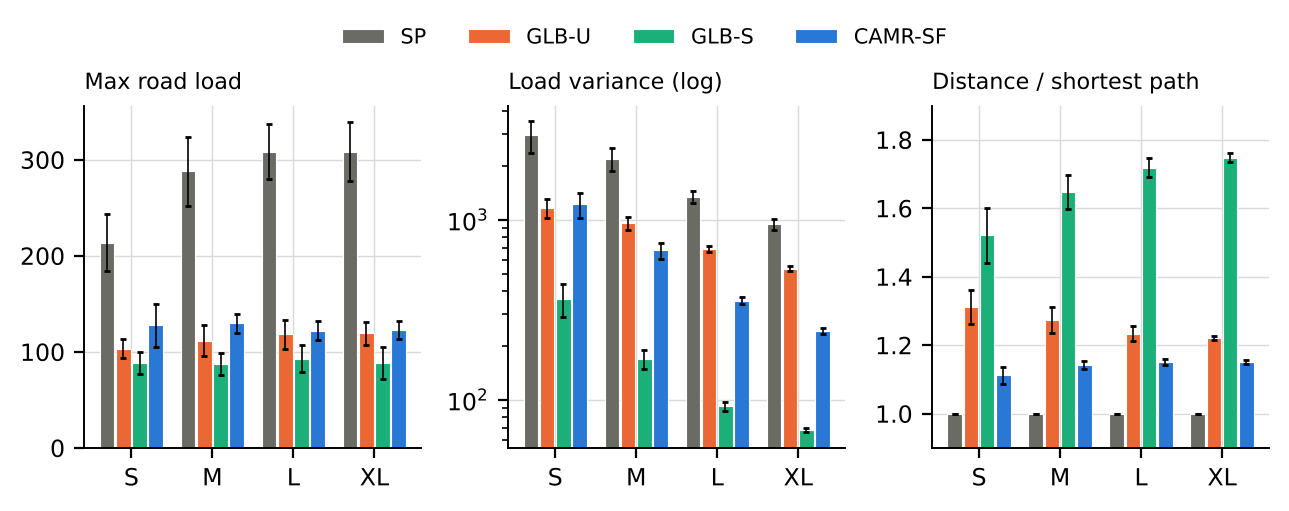 SP GLB-U GLB-S CAMR-SF
Max road load
300
200
100
0
S M L XL
Load variance (log)
10³
10²
S M L XL
Distance / shortest path
1.8
1.6
1.4
1.2
1.0
S M L XL